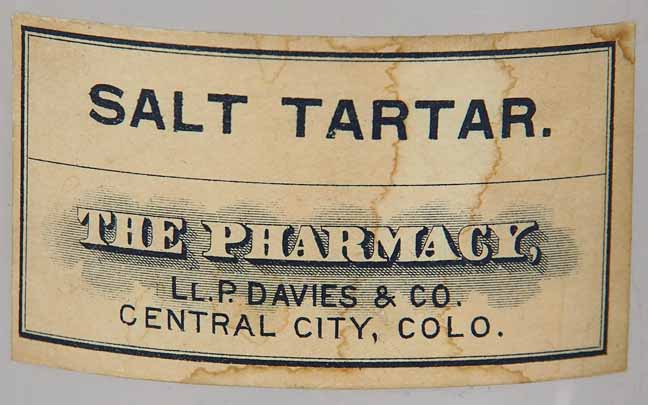 SALT TARTAR.
THE PHARMACY,
LL.P. DAVIES & CO.
CENTRAL CITY, COLO.